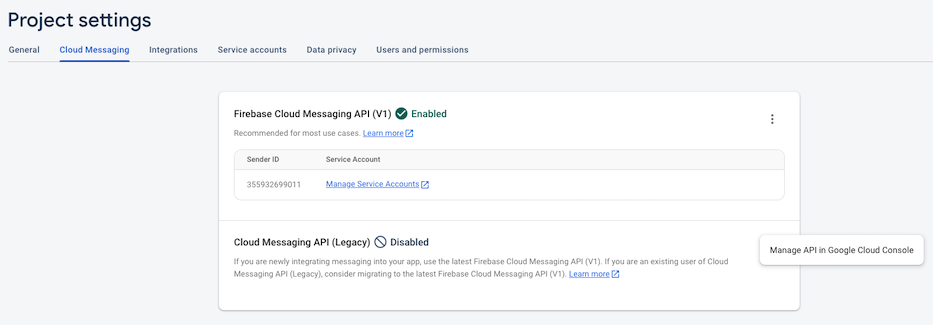 Project settings
General Cloud Messaging Integrations Service accounts Data privacy Users and permissions
Firebase Cloud Messaging API (V1) Enabled
Recommended for most use cases. Learn more
Sender ID Service Account
355932699011 Manage Service Accounts
Cloud Messaging API (Legacy) Disabled
Manage API in Google Cloud Console
If you are newly integrating messaging into your app, use the latest Firebase Cloud Messaging API (V1). If you are an existing user of Cloud
Messaging API (Legacy), consider migrating to the latest Firebase Cloud Messaging API (V1). Learn more